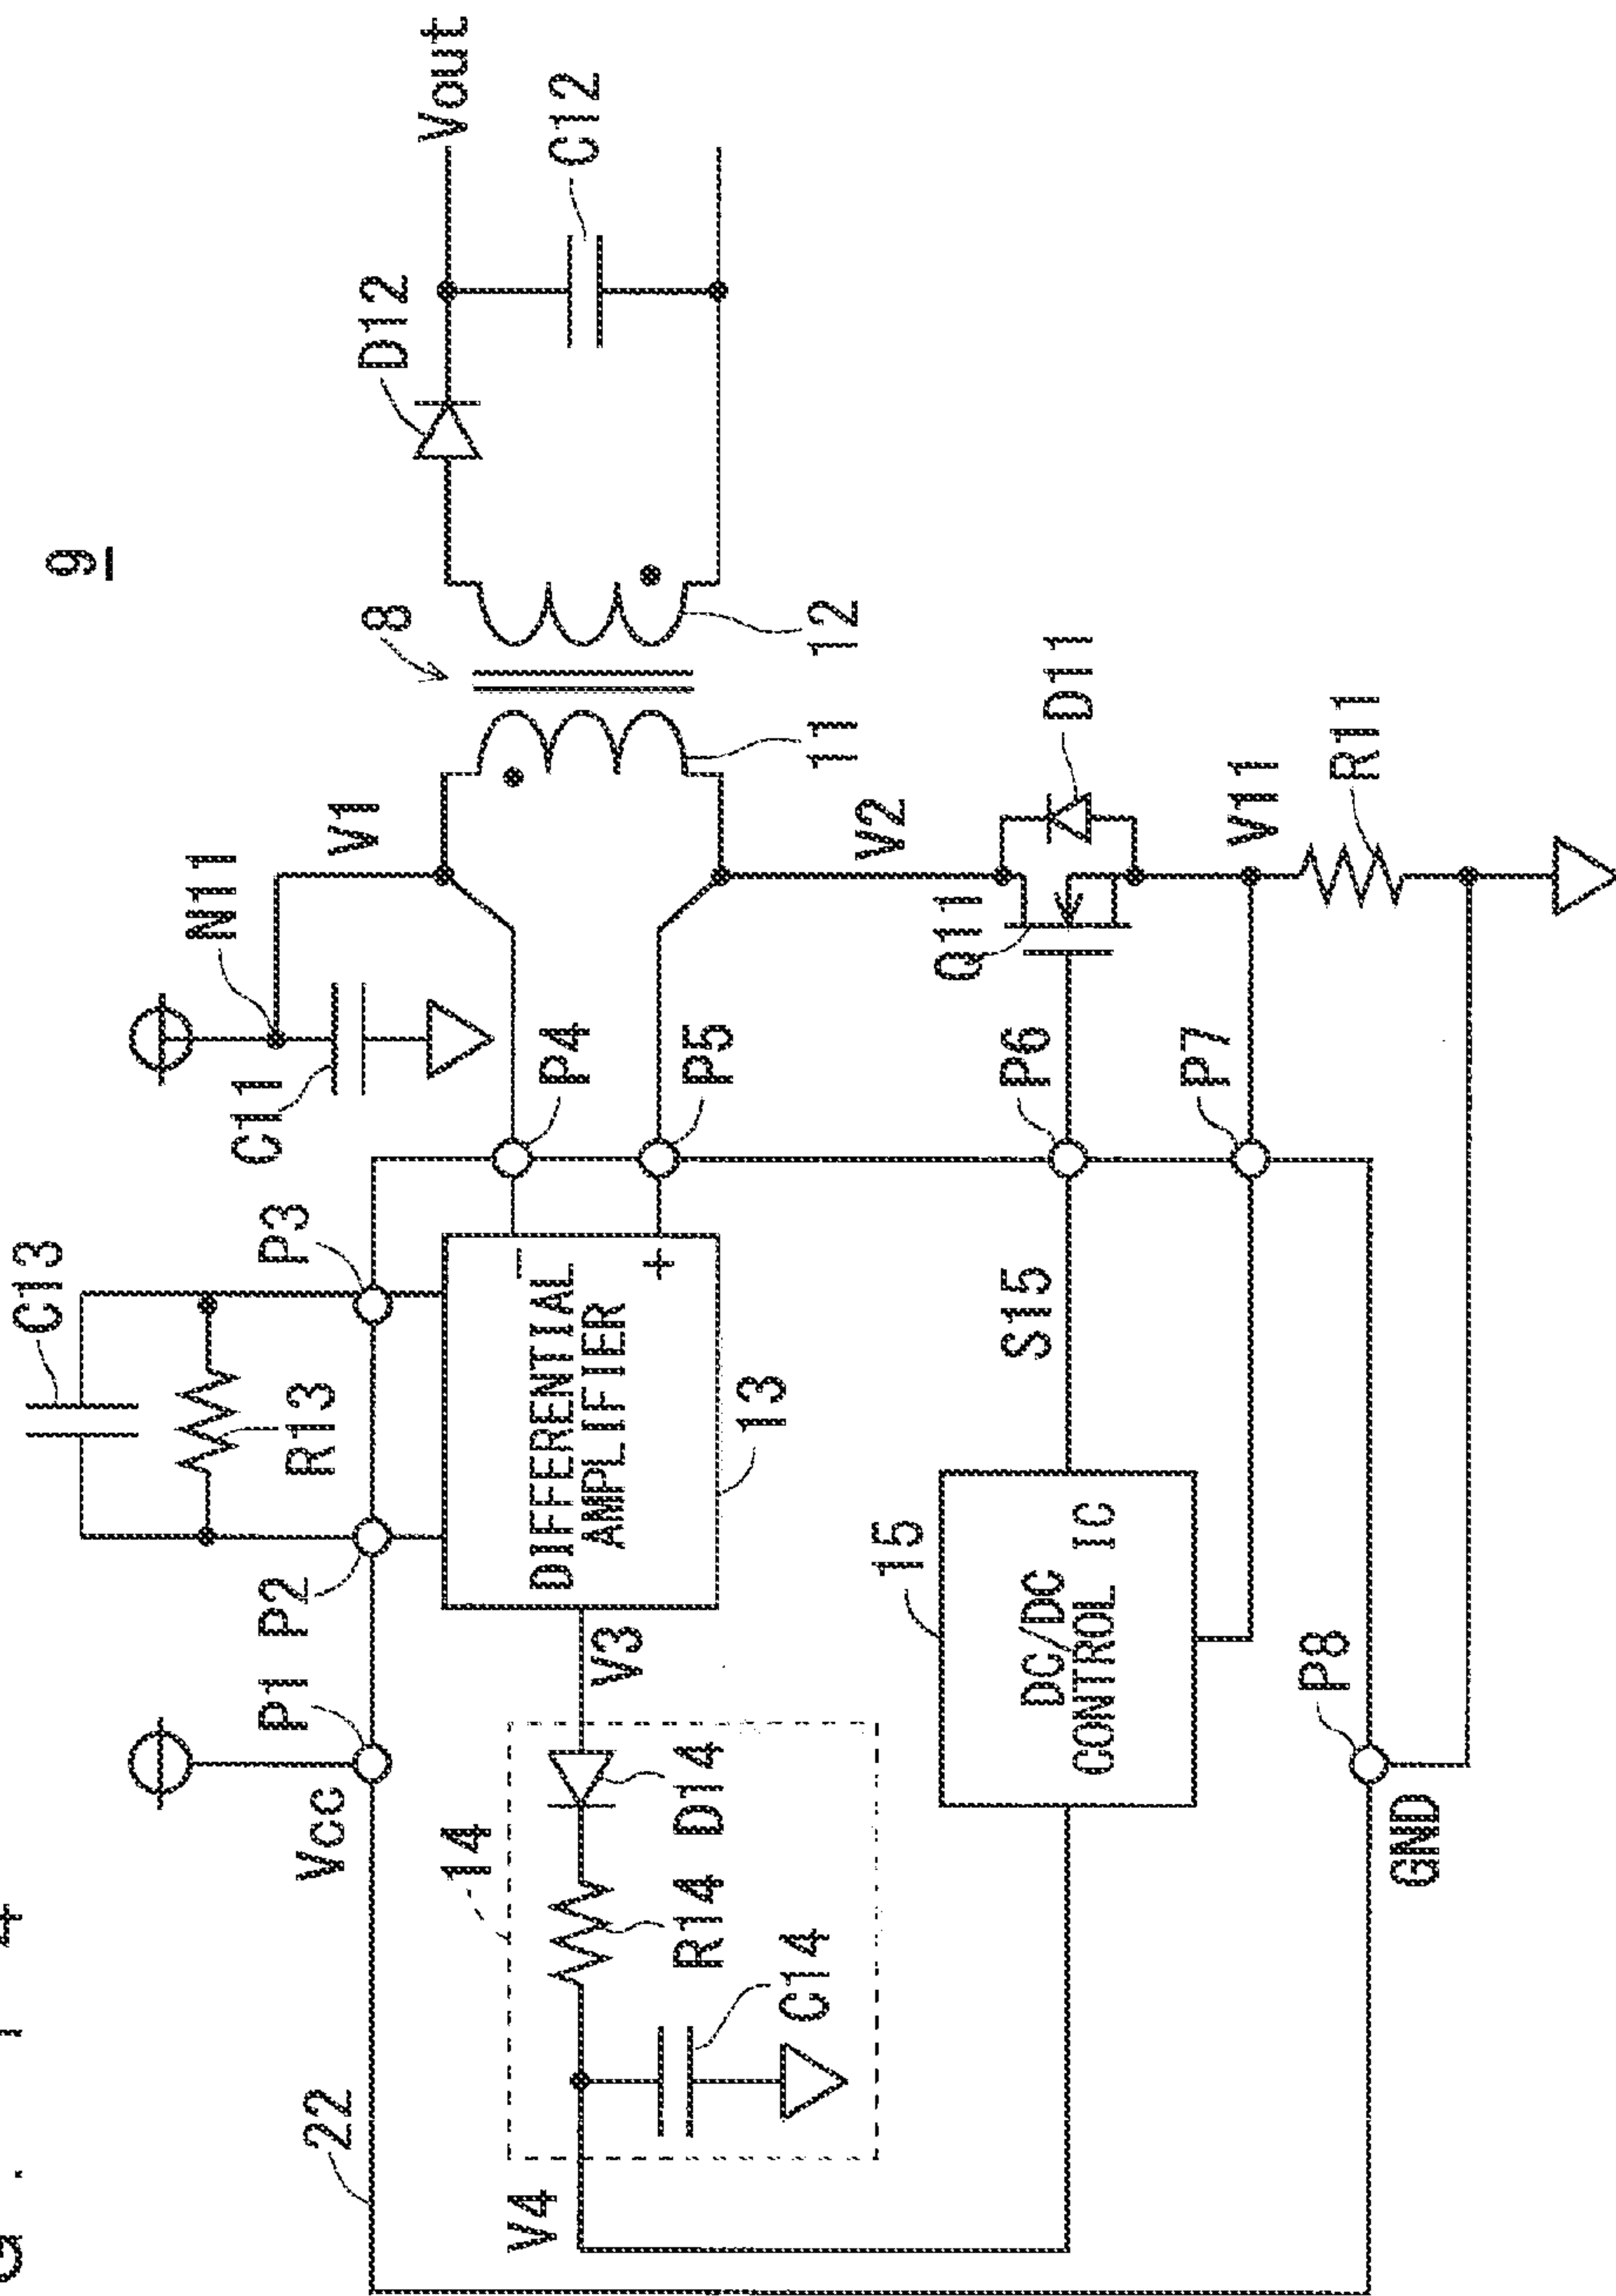 9
Vout
C12
D12
8
12
11
V1
N11
C11
V2
D11
Q11
V11
R11
P4
P5
P6
P7
C13
R13
P3
P2
P1
Vcc
DIFFERENTIAL
AMPLIFIER
-
+
13
V3
S15
15
DC/DC
CONTROL IC
14
D14
R14
C14
V4
22
P8
GND